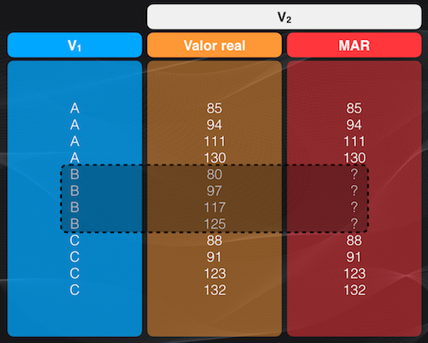 V₂
V₁ Valor real MAR
A 85 85
A 94 94
A 111 111
A 130 130
B 80 ?
B 97 ?
B 117 ?
B 125 ?
C 88 88
C 91 91
C 123 123
C 132 132